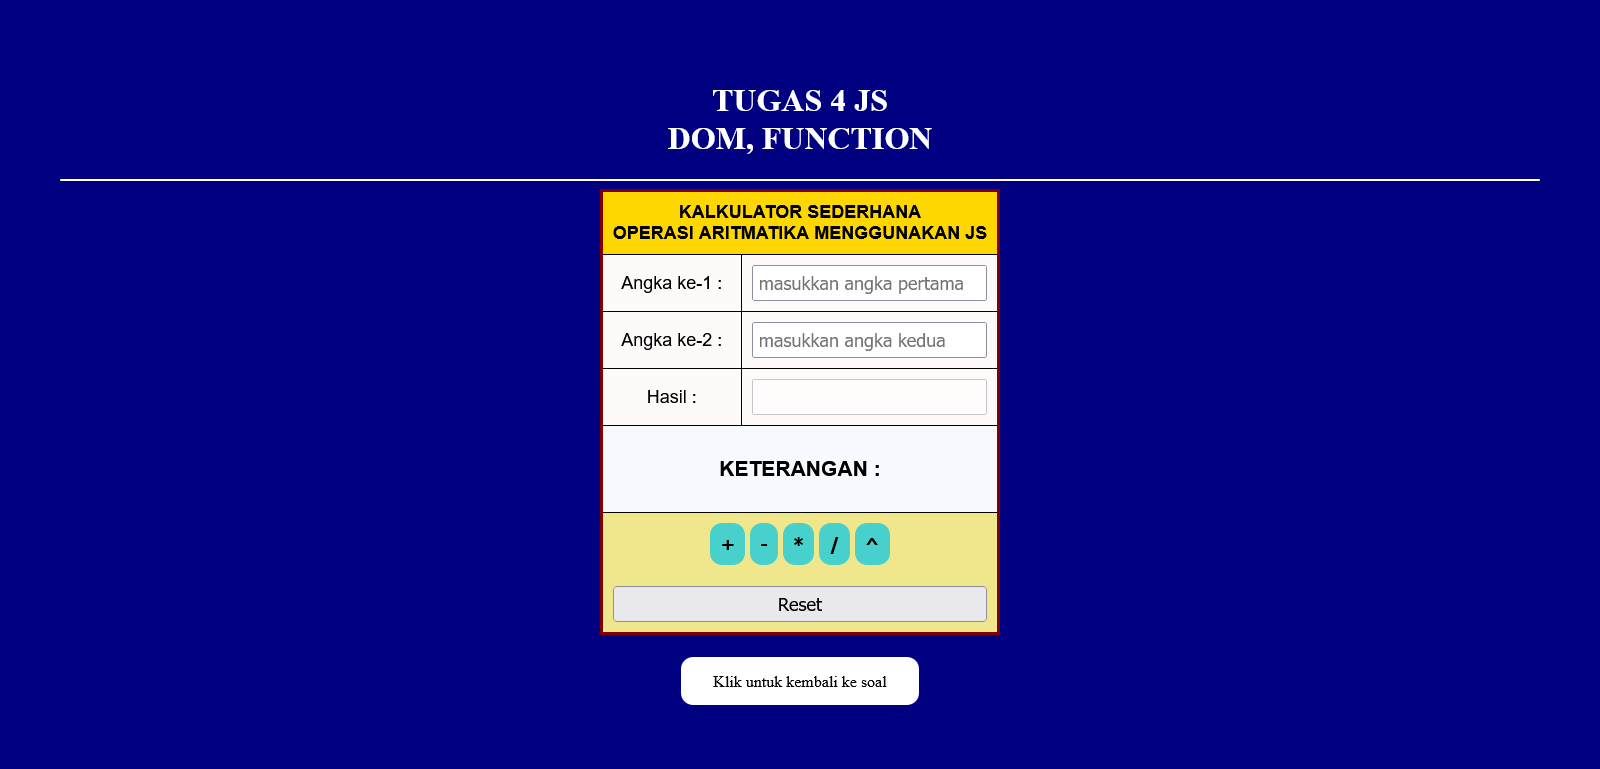 TUGAS 4 JS
DOM, FUNCTION
KALKULATOR SEDERHANA
OPERASI ARITMATIKA MENGGUNAKAN JS
Angka ke-1 :
masukkan angka pertama
Angka ke-2 :
masukkan angka kedua
Hasil :
KETERANGAN :
+ - * / ^
Reset
Klik untuk kembali ke soal